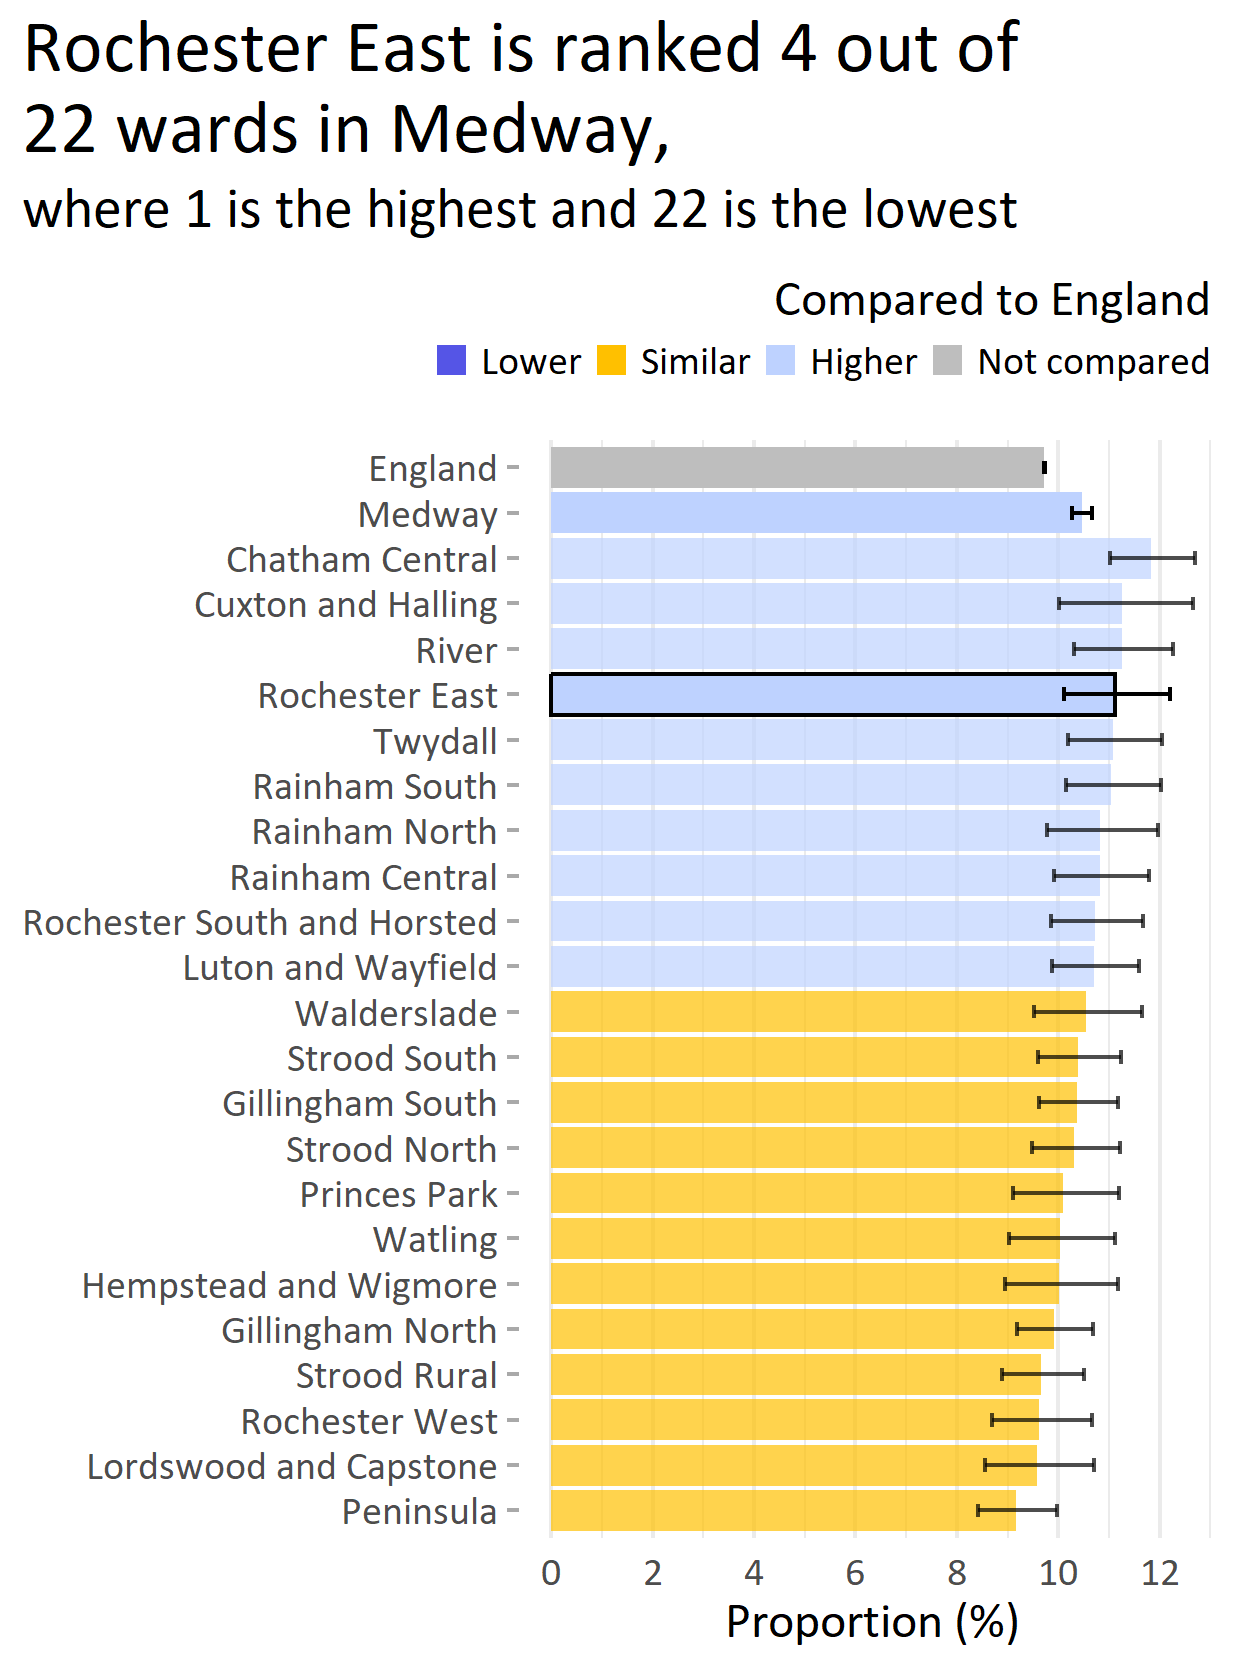 Rochester East is ranked 4 out of
22 wards in Medway,
where 1 is the highest and 22 is the lowest
Compared to England
Lower Similar Higher Not compared
England
Medway
Chatham Central
Cuxton and Halling
River
Rochester East
Twydall
Rainham South
Rainham North
Rainham Central
Rochester South and Horsted
Luton and Wayfield
Walderslade
Strood South
Gillingham South
Strood North
Princes Park
Watling
Hempstead and Wigmore
Gillingham North
Strood Rural
Rochester West
Lordswood and Capstone
Peninsula
0 2 4 6 8 10 12
Proportion (%)